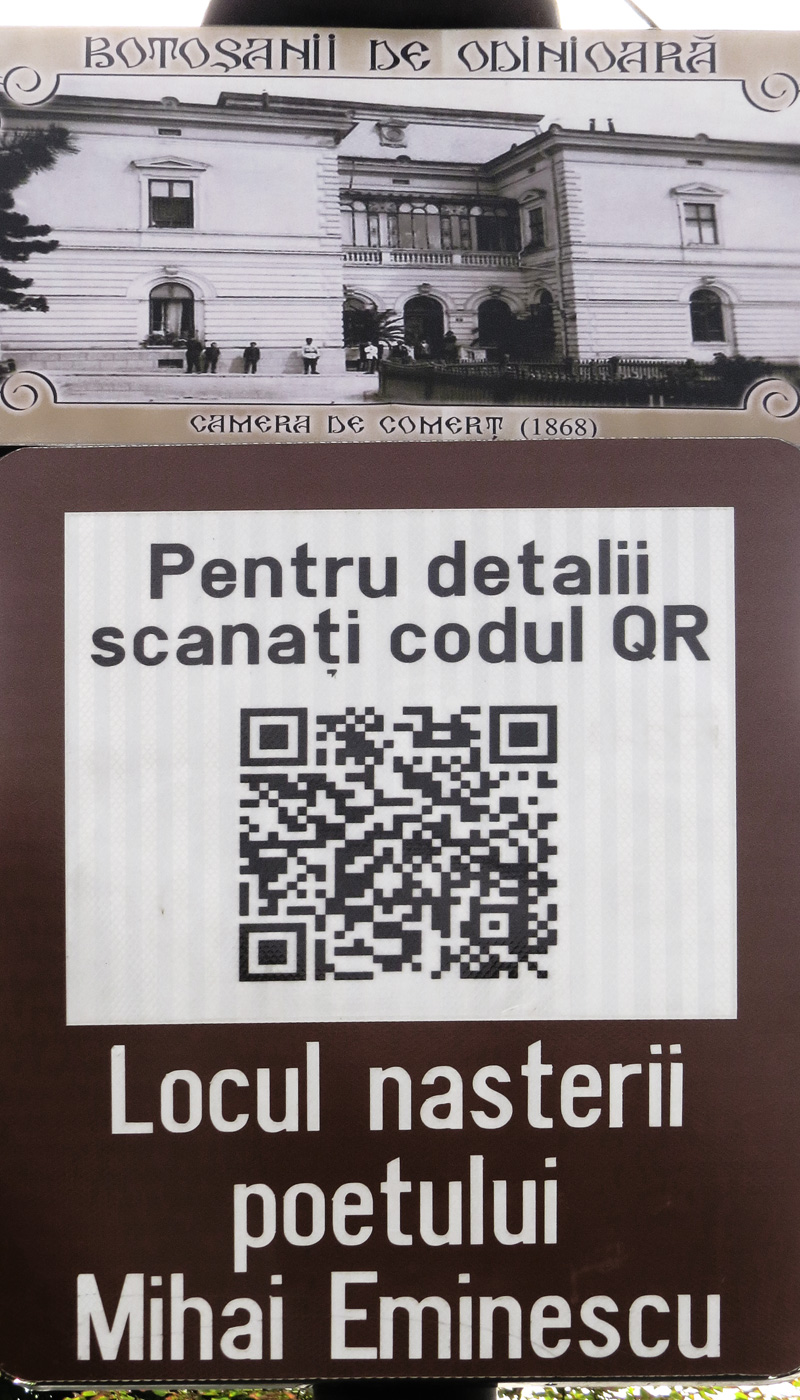 BOTOȘANII DE ODINIOARĂ
CAMERA DE COMERȚ (1868)
Pentru detalii
scanați codul QR
Locul nasterii
poetului
Mihai Eminescu